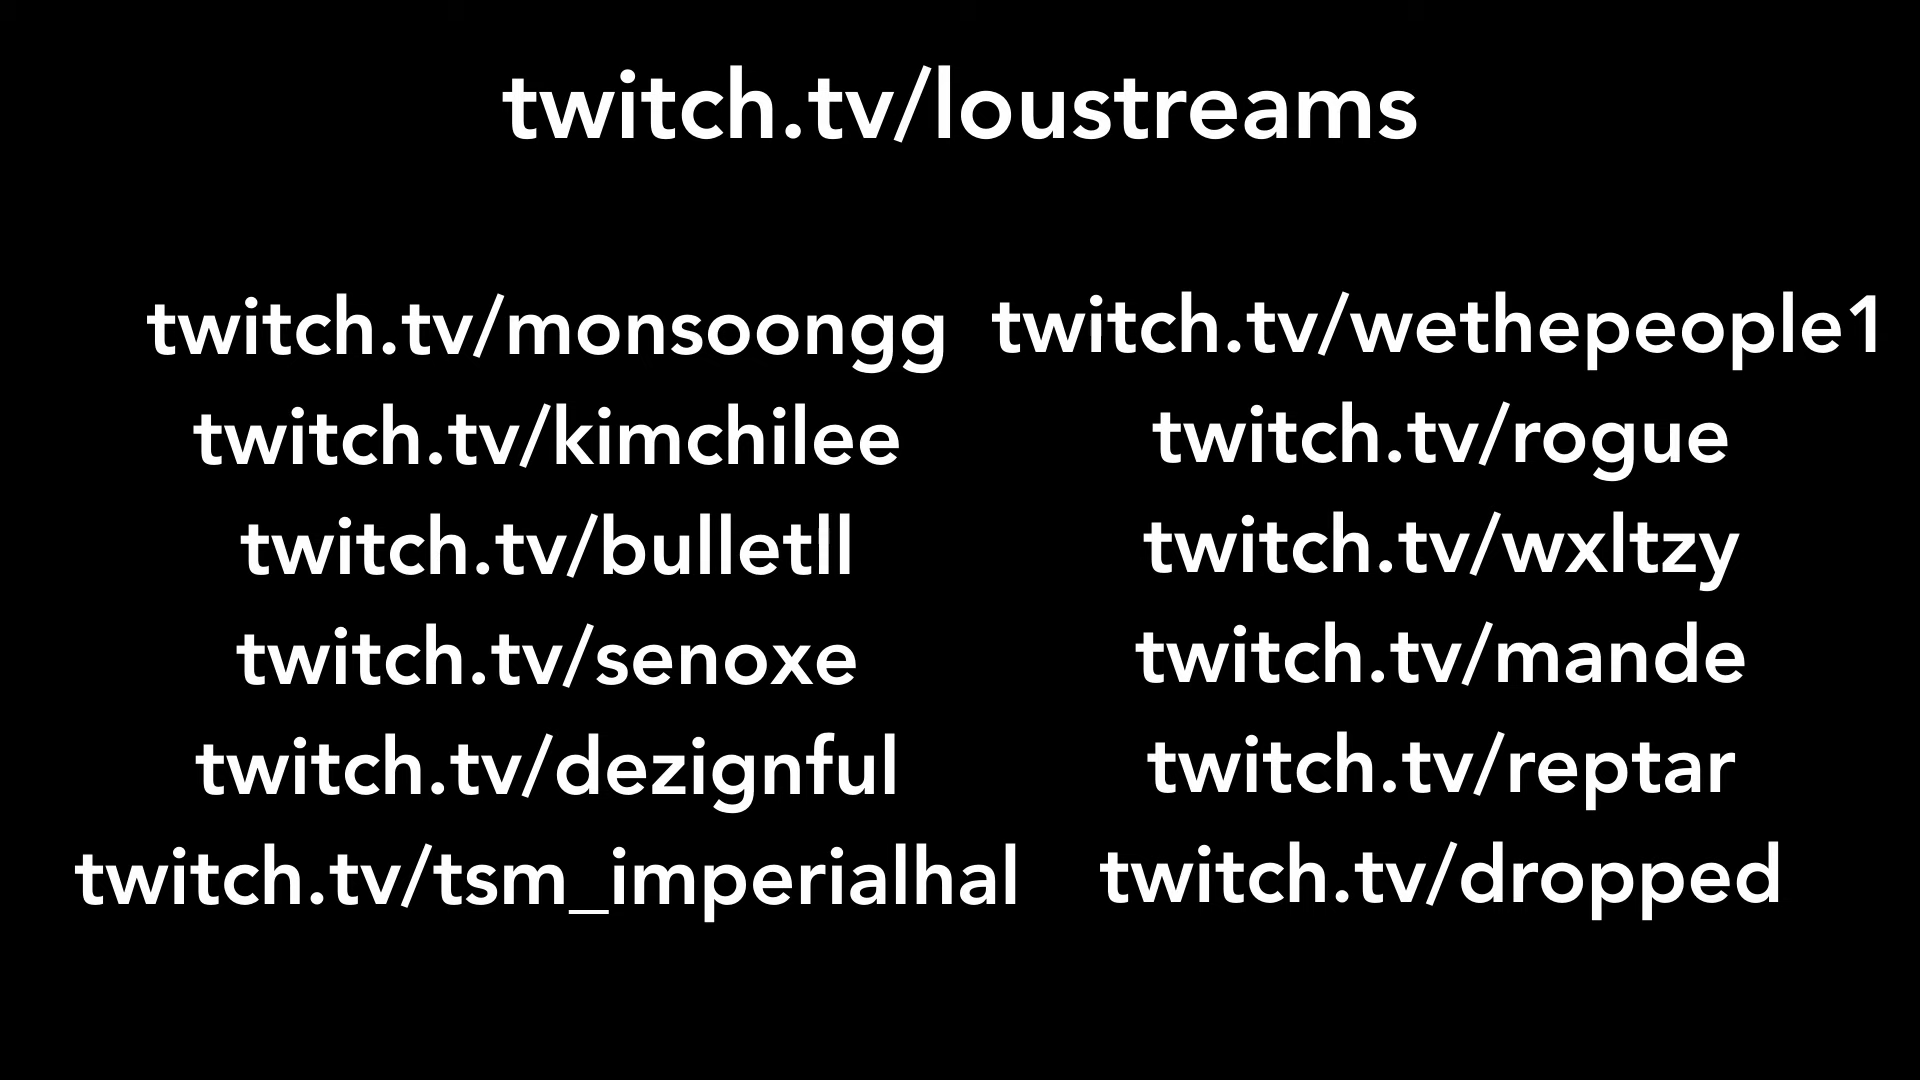 twitch.tv/loustreams
twitch.tv/monsoongg
twitch.tv/kimchilee
twitch.tv/bulletll
twitch.tv/senoxe
twitch.tv/dezignful
twitch.tv/tsm_imperialhal
twitch.tv/wethepeople1
twitch.tv/rogue
twitch.tv/wxltzy
twitch.tv/mande
twitch.tv/reptar
twitch.tv/dropped